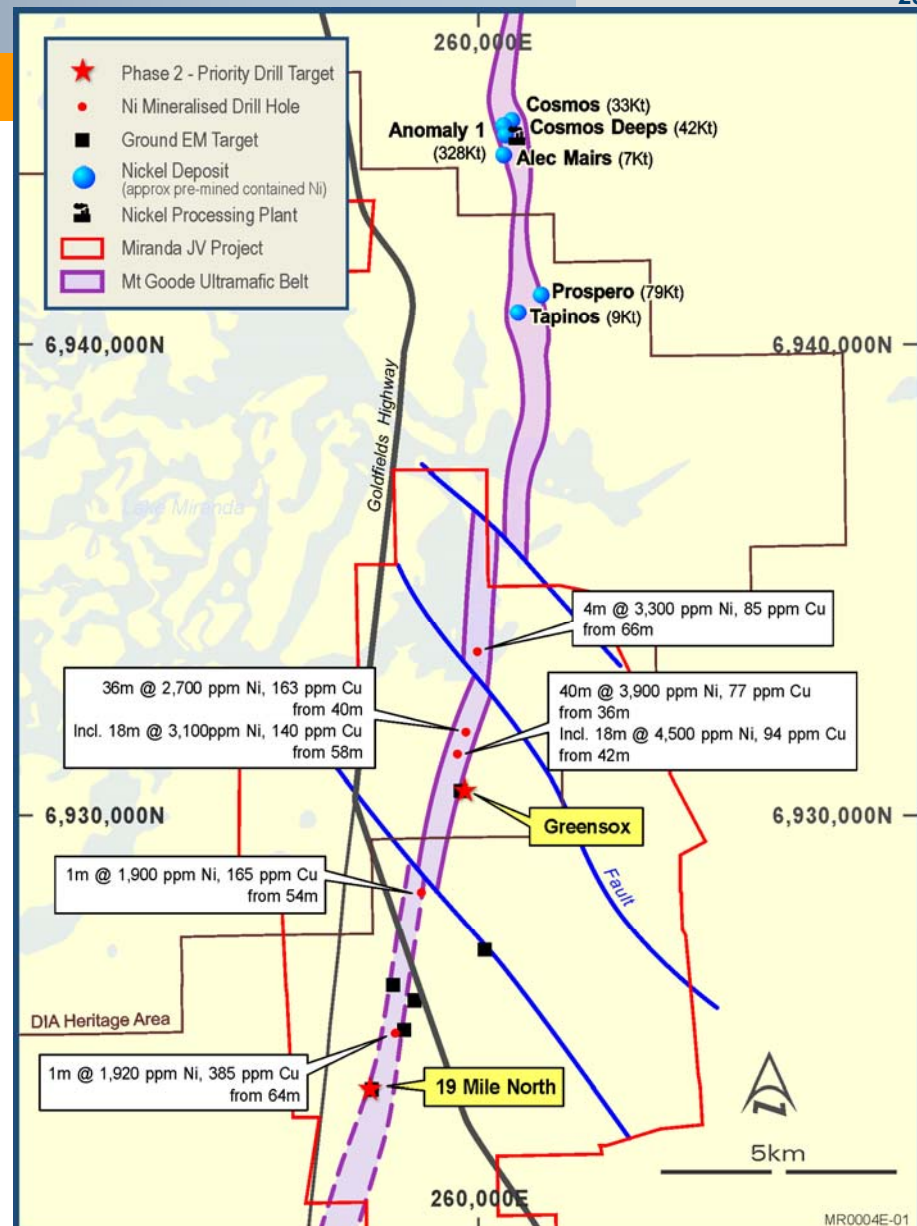 260,000E
Phase 2 - Priority Drill Target
Ni Mineralised Drill Hole
Ground EM Target
Nickel Deposit
(approx pre-mined contained Ni)
Nickel Processing Plant
Miranda JV Project
Mt Goode Ultramafic Belt
Cosmos (33Kt)
Anomaly 1
(328Kt)
Cosmos Deeps (42Kt)
Alec Mairs (7Kt)
Prospero (79Kt)
Tapinos (9Kt)
6,940,000N
6,940,000N
Goldfields Highway
Lake Miranda
4m @ 3,300 ppm Ni, 85 ppm Cu
from 66m
36m @ 2,700 ppm Ni, 163 ppm Cu
from 40m
Incl. 18m @ 3,100ppm Ni, 140 ppm Cu
from 58m
40m @ 3,900 ppm Ni, 77 ppm Cu
from 36m
Incl. 18m @ 4,500 ppm Ni, 94 ppm Cu
from 42m
6,930,000N
6,930,000N
Greensox
1m @ 1,900 ppm Ni, 165 ppm Cu
from 54m
Fault
DIA Heritage Area
1m @ 1,920 ppm Ni, 385 ppm Cu
from 64m
19 Mile North
N
5km
260,000E
MR0004E-01